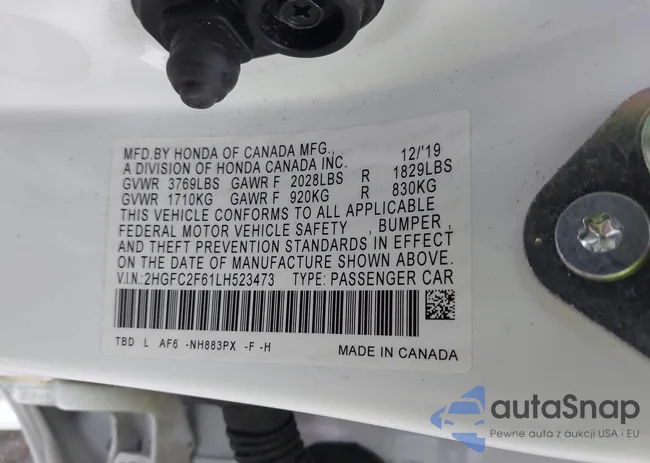 MFD.BY HONDA OF CANADA MFG., 12/'19
A DIVISION OF HONDA CANADA INC.
GVWR 3769LBS GAWR F 2028LBS R 1829LBS
GVWR 1710KG GAWR F 920KG R 830KG
THIS VEHICLE CONFORMS TO ALL APPLICABLE
FEDERAL MOTOR VEHICLE SAFETY , BUMPER ,
AND THEFT PREVENTION STANDARDS IN EFFECT
ON THE DATE OF MANUFACTURE SHOWN ABOVE.
V.I.N.:2HGFC2F61LH523473 TYPE: PASSENGER CAR
TBD L AF6 -NH883PX -F -H MADE IN CANADA
autaSnap
Pewne auta z aukcji USA i EU